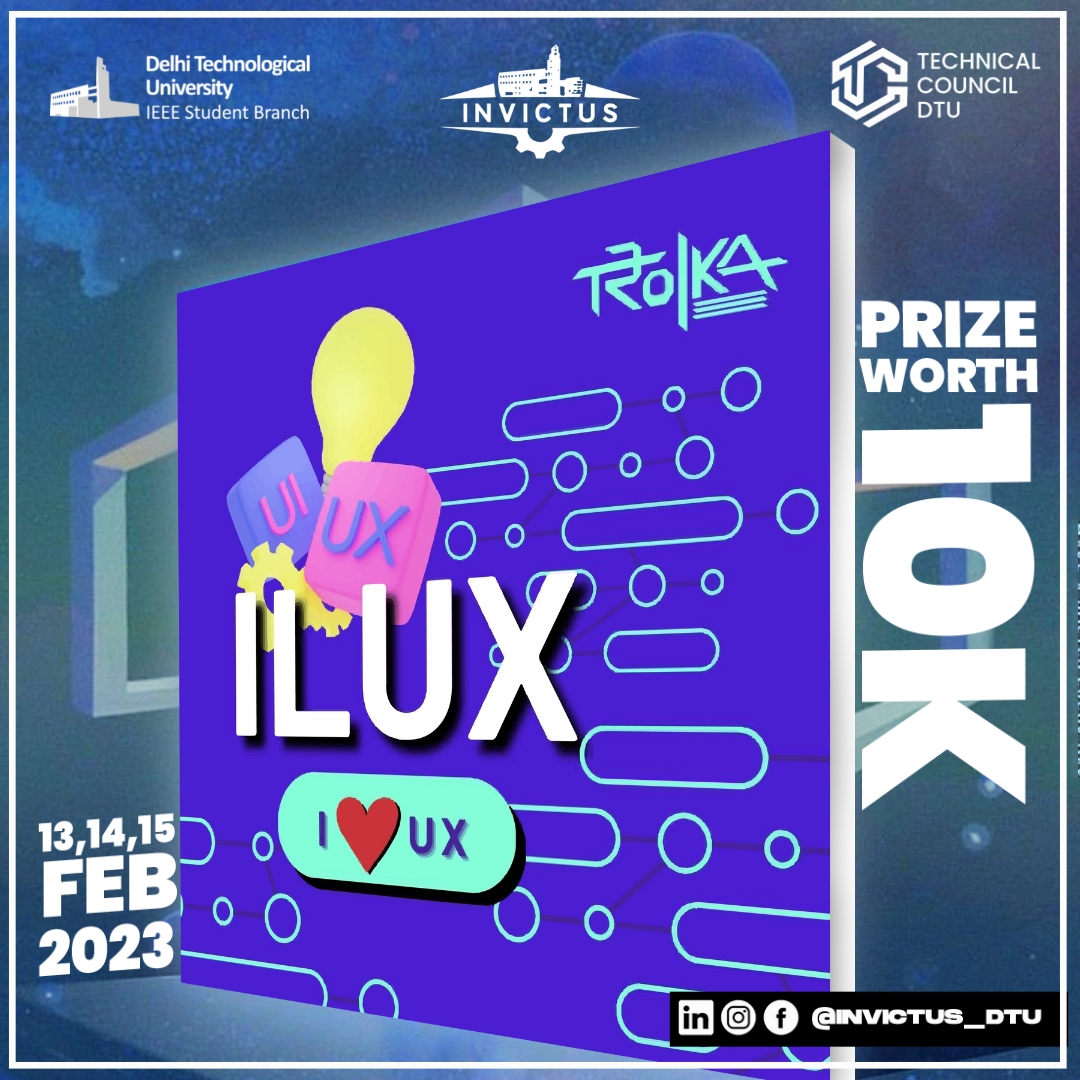 Delhi Technological
University
IEEE Student Branch
INVICTUS
TECHNICAL
COUNCIL
DTU
TROIKA
PRIZE
WORTH
10K
UI
UX
ILUX
I ❤ UX
13,14,15
FEB
2023
in f @INVICTUS_DTU